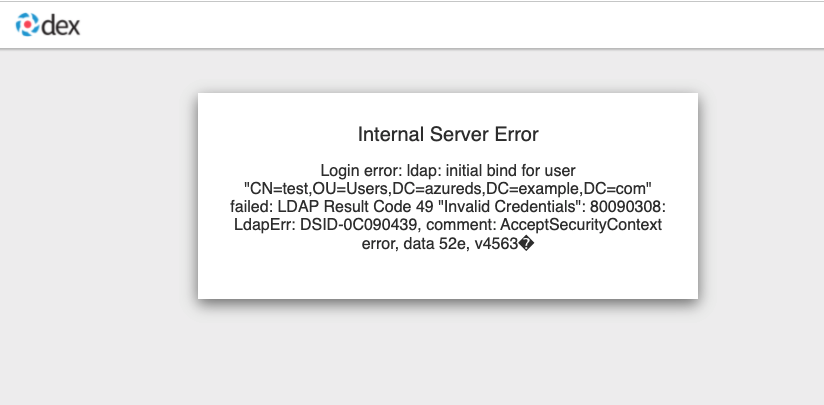 dex
Internal Server Error
Login error: ldap: initial bind for user
"CN=test,OU=Users,DC=azureds,DC=example,DC=com"
failed: LDAP Result Code 49 "Invalid Credentials": 80090308:
LdapErr: DSID-0C090439, comment: AcceptSecurityContext
error, data 52e, v4563�